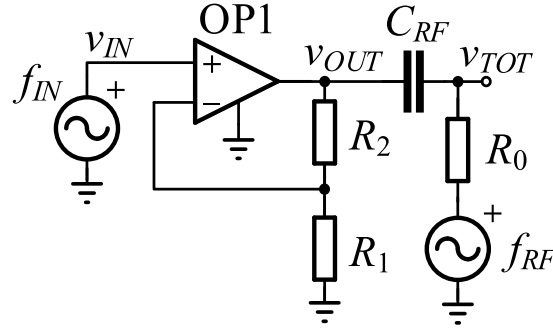 OP1
C_RF
v_IN
v_OUT
v_TOT
f_IN
+
+
−
R_2
R_0
+
R_1
f_RF